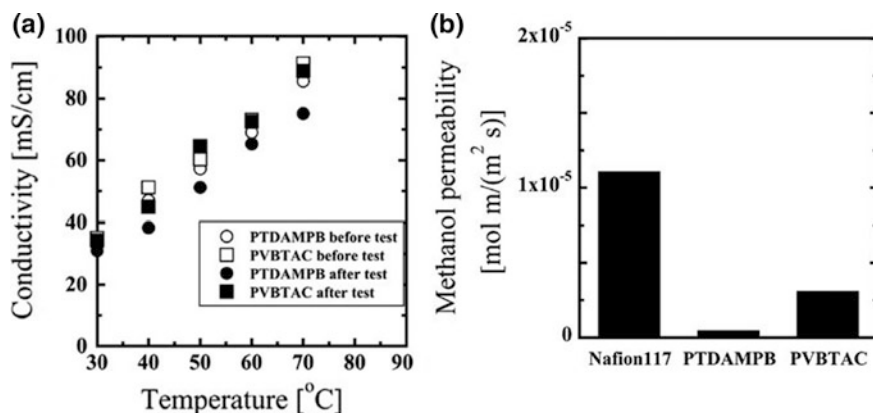 (a)
100
80
60
40
20
0
30 40 50 60 70 80 90
Conductivity [mS/cm]
Temperature [°C]
PTDAMPB before test
PVBTAC before test
PTDAMPB after test
PVBTAC after test
(b)
2x10-5
1x10-5
0
Methanol permeability
[mol m/(m² s)]
Nafion117 PTDAMPB PVBTAC